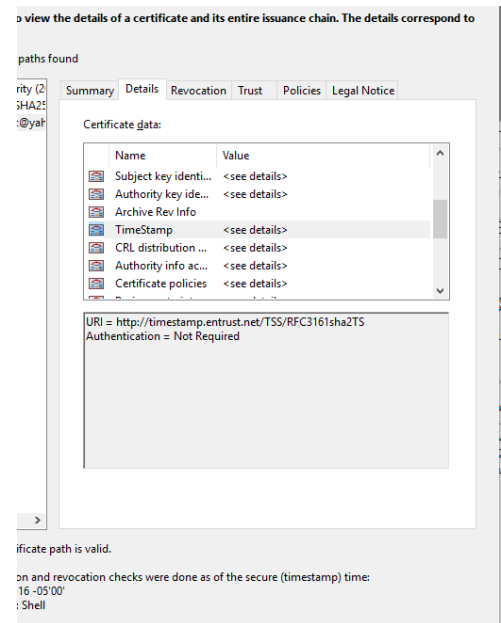 o view the details of a certificate and its entire issuance chain. The details correspond to
paths found
rity (2
SHA25
:@yah
Summary Details Revocation Trust Policies Legal Notice
Certificate data:
Name Value
Subject key identi... <see details>
Authority key ide... <see details>
Archive Rev Info
TimeStamp <see details>
CRL distribution ... <see details>
Authority info ac... <see details>
Certificate policies <see details>
URI = http://timestamp.entrust.net/TSS/RFC3161sha2TS
Authentication = Not Required
ificate path is valid.
on and revocation checks were done as of the secure (timestamp) time:
16 -05'00'
: Shell